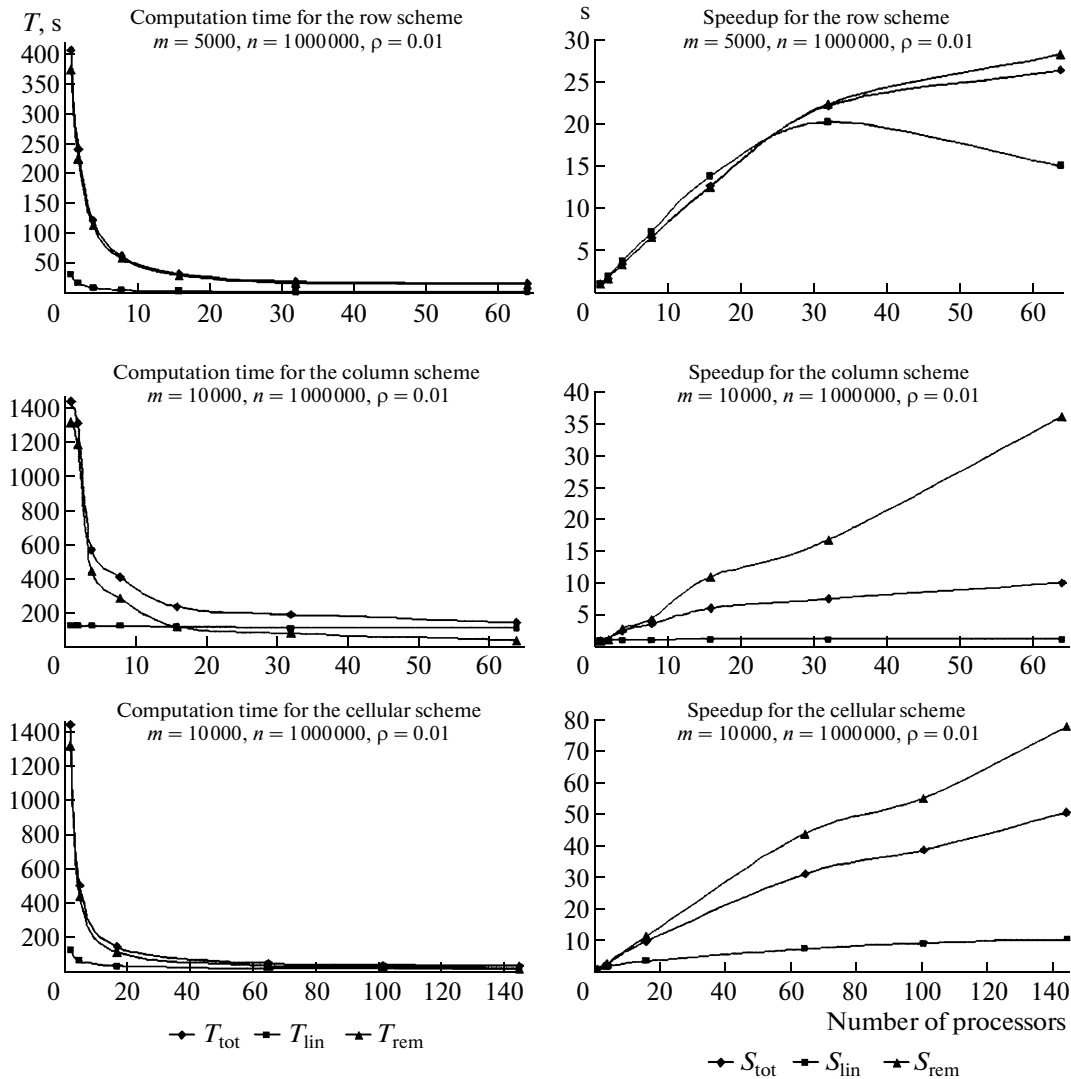 T, s
Computation time for the row scheme
m = 5000, n = 1000000, ρ = 0.01
400
350
300
250
200
150
100
50
0 10 20 30 40 50 60
s
Speedup for the row scheme
m = 5000, n = 1000000, ρ = 0.01
30
25
20
15
10
5
0 10 20 30 40 50 60
Computation time for the column scheme
m = 10000, n = 1000000, ρ = 0.01
1400
1200
1000
800
600
400
200
0 10 20 30 40 50 60
Speedup for the column scheme
m = 10000, n = 1000000, ρ = 0.01
40
35
30
25
20
15
10
5
0 10 20 30 40 50 60
Computation time for the cellular scheme
m = 10000, n = 1000000, ρ = 0.01
1400
1200
1000
800
600
400
200
0 20 40 60 80 100 120 140
T_tot T_lin T_rem
Speedup for the cellular scheme
m = 10000, n = 1000000, ρ = 0.01
80
70
60
50
40
30
20
10
0 20 40 60 80 100 120 140
Number of processors
S_tot S_lin S_rem